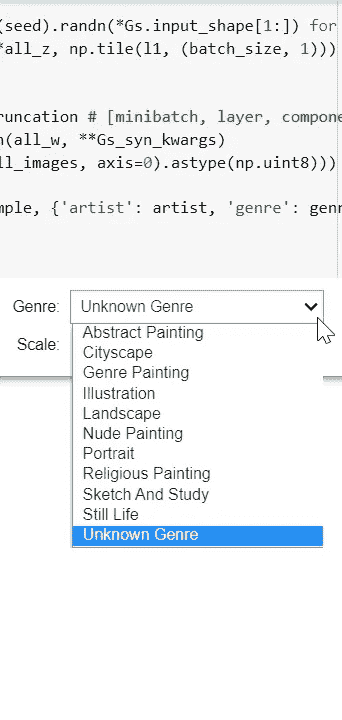 (seed).randn(*Gs.input_shape[1:]) for
*all_z, np.tile(l1, (batch_size, 1)))
runcation # [minibatch, layer, compone
n(all_w, **Gs_syn_kwargs)
ll_images, axis=0).astype(np.uint8)))
mple, {'artist': artist, 'genre': genr
Genre: Unknown Genre
Scale:
Abstract Painting
Cityscape
Genre Painting
Illustration
Landscape
Nude Painting
Portrait
Religious Painting
Sketch And Study
Still Life
Unknown Genre